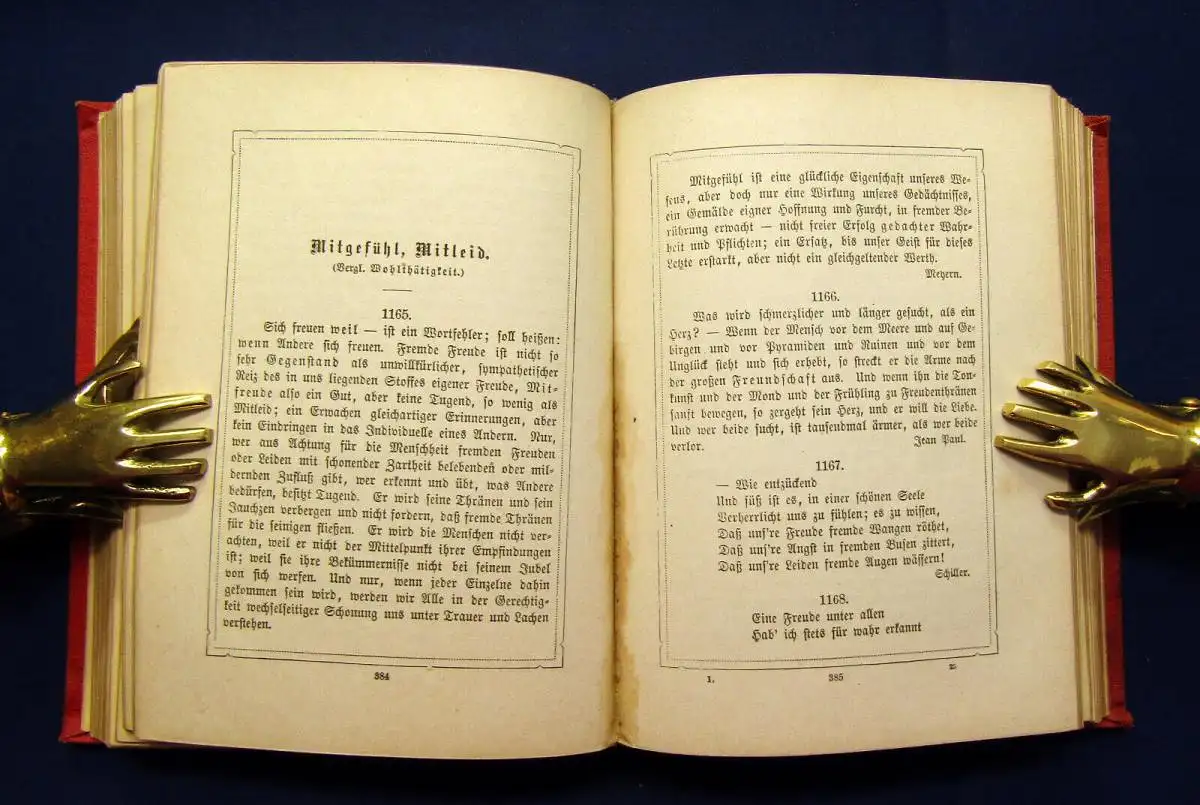 Mitgefühl, Mitleid.
(Vergl. Wohlthätigkeit.)
1165.
Sich freuen weil — ist ein Wortfehler; soll heißen:
wenn Andere sich freuen. Fremde Freude ist nicht so
sehr Gegenstand als unwillkürlicher, sympathetischer
Reiz des in uns liegenden Stoffes eigener Freude, Mit-
freude also ein Gut, aber keine Tugend, so wenig als
Mitleid; ein Erwachen gleichartiger Erinnerungen, aber
kein Eindringen in das Individuelle eines Andern. Nur,
wer aus Achtung für die Menschheit fremden Freuden
oder Leiden mit schonender Zartheit belebenden oder mil-
dernden Zufluß gibt, wer erkennt und übt, was Andere
bedürfen, besitzt Tugend. Er wird seine Thränen und sein
Jauchzen verbergen und nicht fordern, daß fremde Thränen
für die seinigen fließen. Er wird die Menschen nicht ver-
achten, weil er nicht der Mittelpunkt ihrer Empfindungen
ist; weil sie ihre Bekümmernisse nicht bei seinem Jubel
von sich werfen. Und nur, wenn jeder Einzelne dahin
gekommen sein wird, werden wir Alle in der Gerechtig-
keit wechselseitiger Schonung uns unter Trauer und Lachen
verstehen.
384
Mitgefühl ist eine glückliche Eigenschaft unseres We-
sens, aber doch nur eine Wirkung unseres Gedächtnisses,
ein Gemälde eigner Hoffnung und Furcht, in fremder Be-
rührung erwacht — nicht freier Erfolg gedachter Wahr-
heit und Pflichten; ein Ersatz, bis unser Geist für dieses
Letzte erstarkt, aber nicht ein gleichgeltender Werth.
Meyern.
1166.
Was wird schmerzlicher und länger gesucht, als ein
Herz? — Wenn der Mensch vor dem Meere und auf Ge-
birgen und vor Pyramiden und Ruinen und vor dem
Unglück steht und sich erhebt, so streckt er die Arme nach
der großen Freundschaft aus. Und wenn ihn die Ton-
kunst und der Mond und der Frühling zu Freudenthränen
sanft bewegen, so zergeht sein Herz, und er will die Liebe.
Und wer beide sucht, ist tausendmal ärmer, als wer beide
verlor. Jean Paul.
1167.
— Wie entzückend
Und süß ist es, in einer schönen Seele
Verherrlicht uns zu fühlen; es zu wissen,
Daß uns're Freude fremde Wangen röthet,
Daß uns're Angst in fremden Busen zittert,
Daß uns're Leiden fremde Augen wässern!
Schiller.
1168.
Eine Freude unter allen
Hab' ich stets für wahr erkannt
1. 385 25